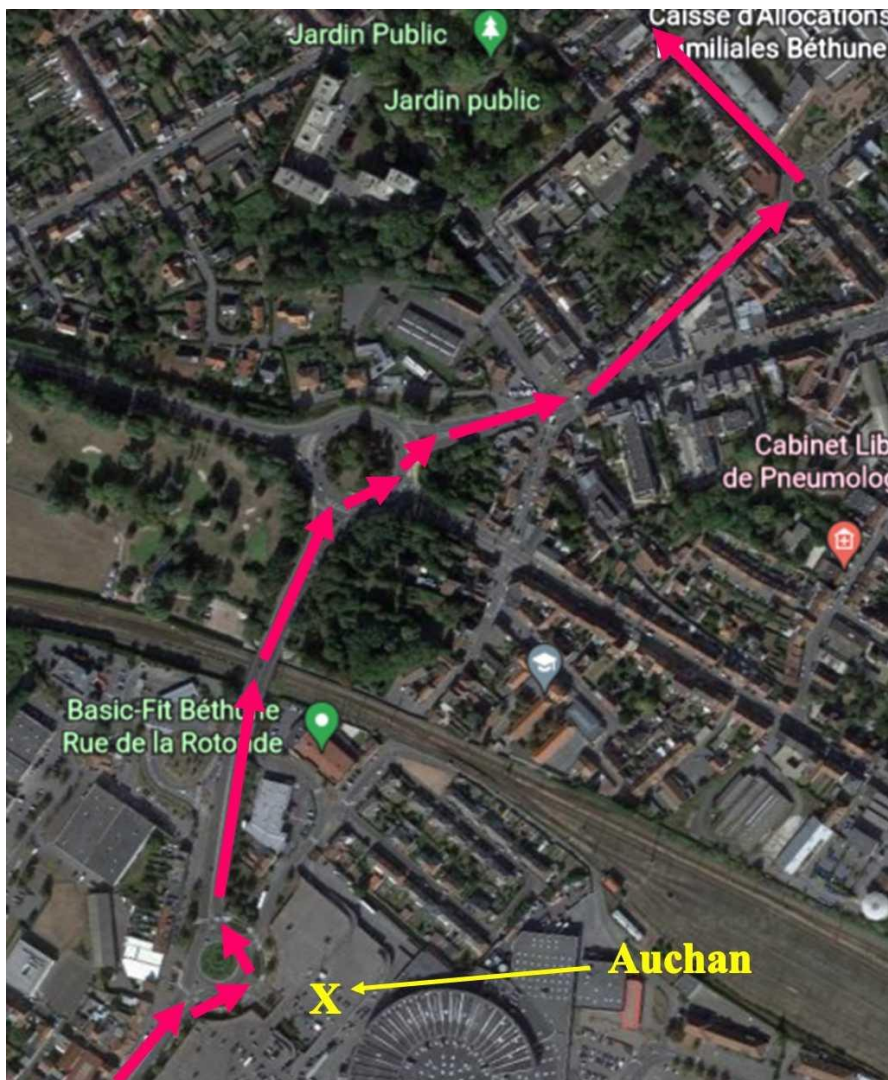 Caisse d'Allocations
Familiales Béthune
Jardin Public
Jardin public
Cabinet Lib
de Pneumolog
Basic-Fit Béthune
Rue de la Rotonde
Auchan
X